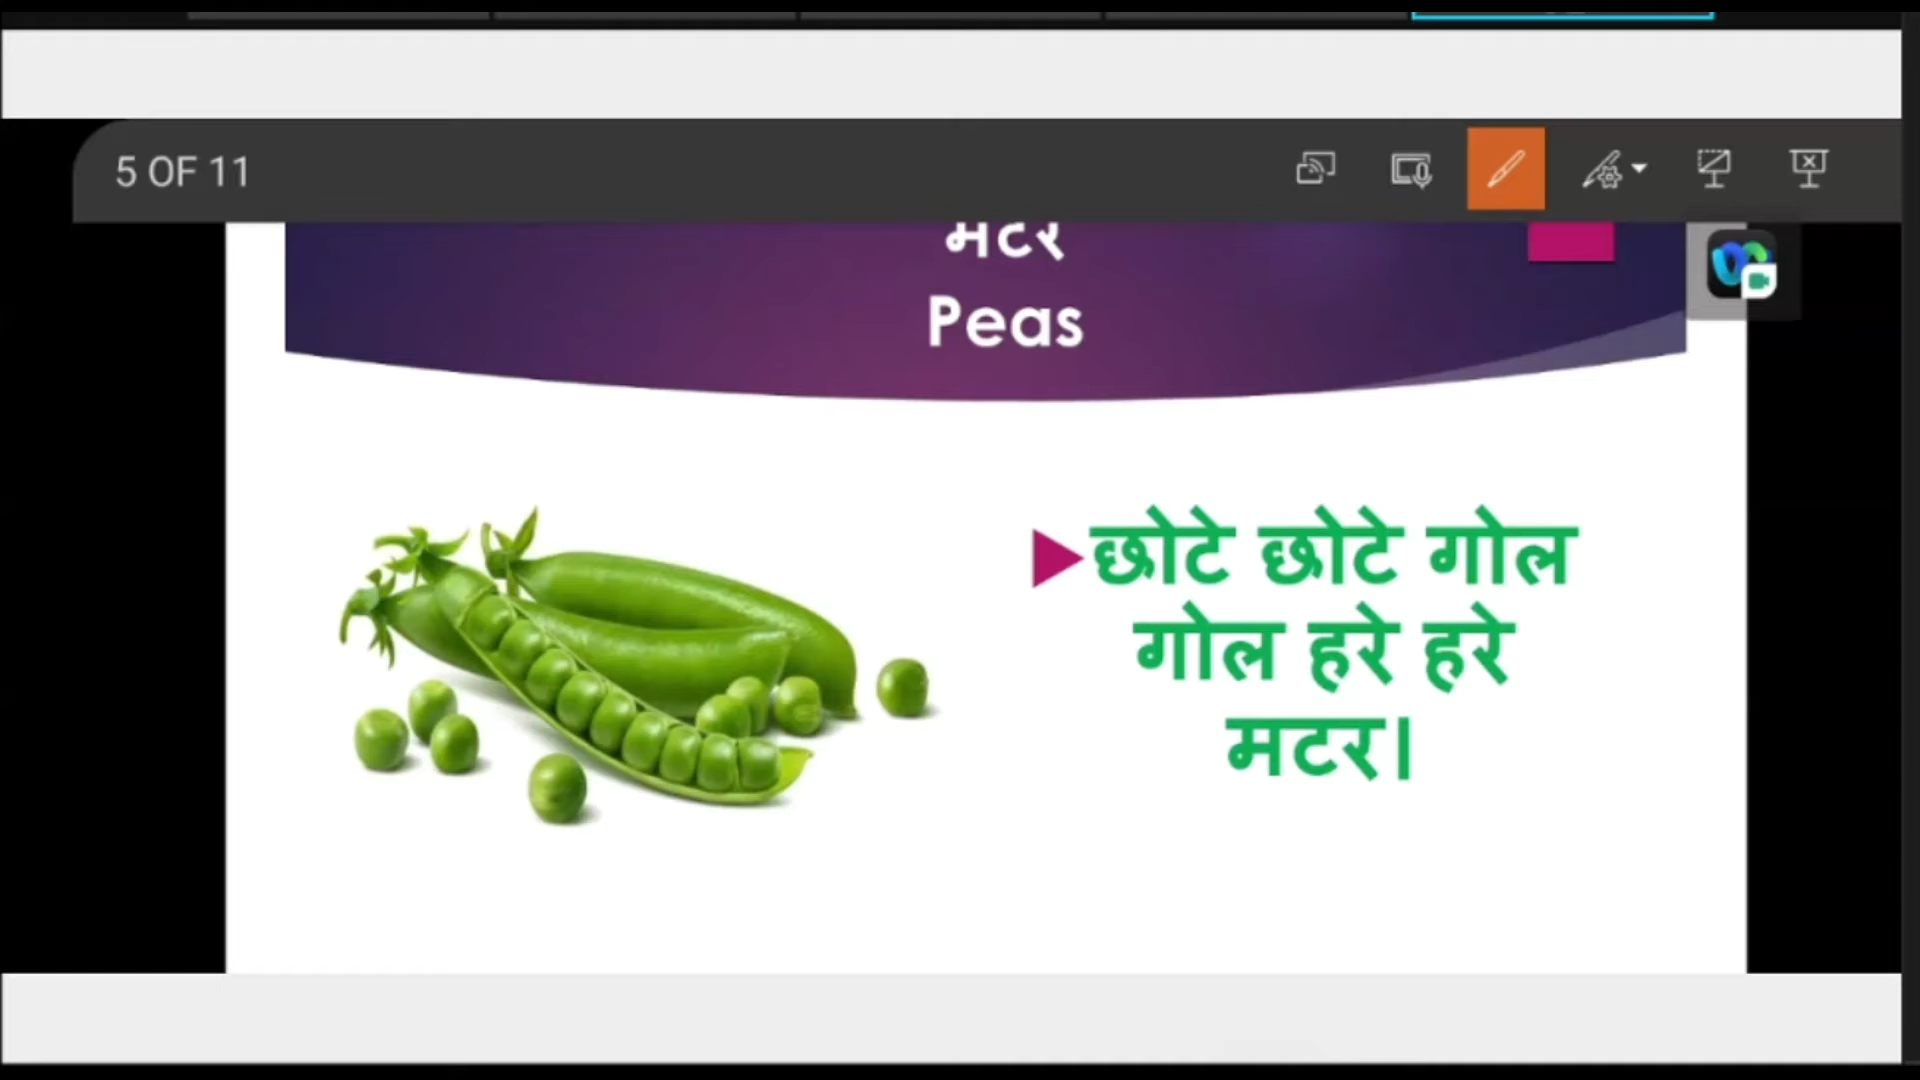 5 OF 11
मटर
Peas
छोटे छोटे गोल
गोल हरे हरे
मटर।